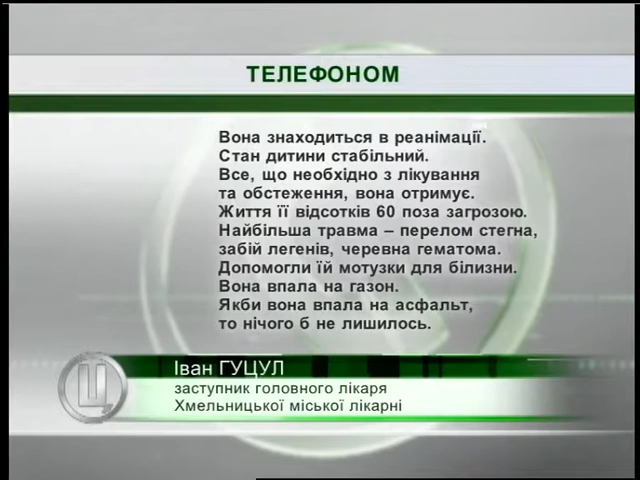 ТЕЛЕФОНОМ
Вона знаходиться в реанімації.
Стан дитини стабільний.
Все, що необхідно з лікування
та обстеження, вона отримує.
Життя її відсотків 60 поза загрозою.
Найбільша травма – перелом стегна,
забій легенів, черевна гематома.
Допомогли їй мотузки для білизни.
Вона впала на газон.
Якби вона впала на асфальт,
то нічого б не лишилось.
Іван ГУЦУЛ
заступник головного лікаря
Хмельницької міської лікарні
Ц